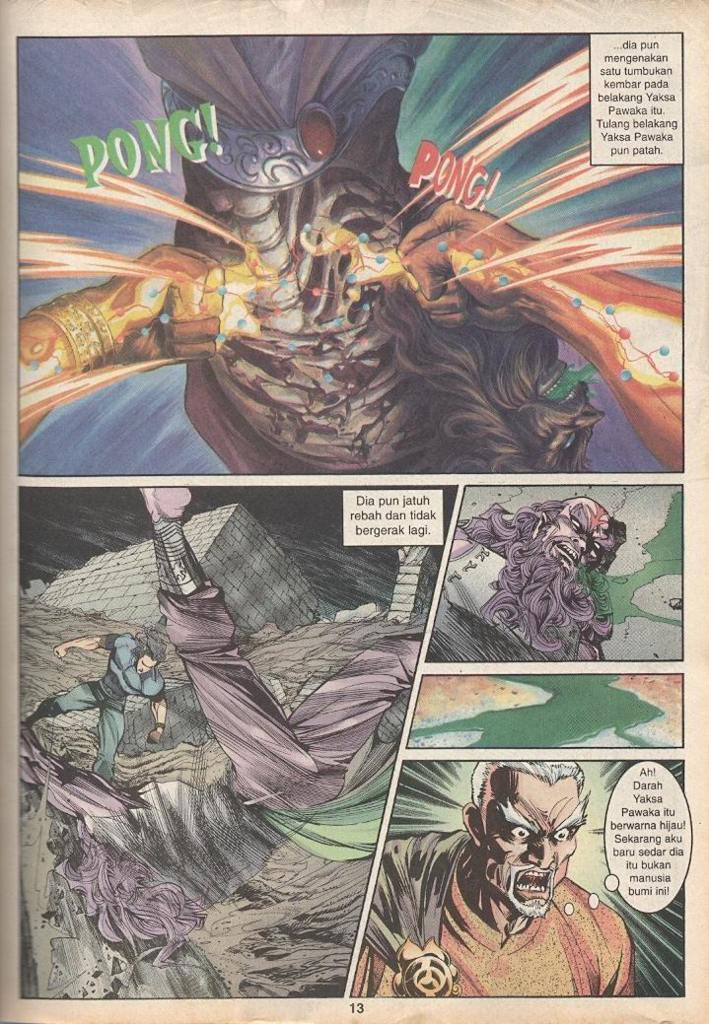 ...dia pun
mengenakan
satu tumbukan
kembar pada
belakang Yaksa
Pawaka itu.
Tulang belakang
Yaksa Pawaka
pun patah.
PONG!
PONG!
Dia pun jatuh
rebah dan tidak
bergerak lagi.
Ah!
Darah
Yaksa
Pawaka itu
berwarna hijau!
Sekarang aku
baru sedar dia
itu bukan
manusia
bumi ini!
13